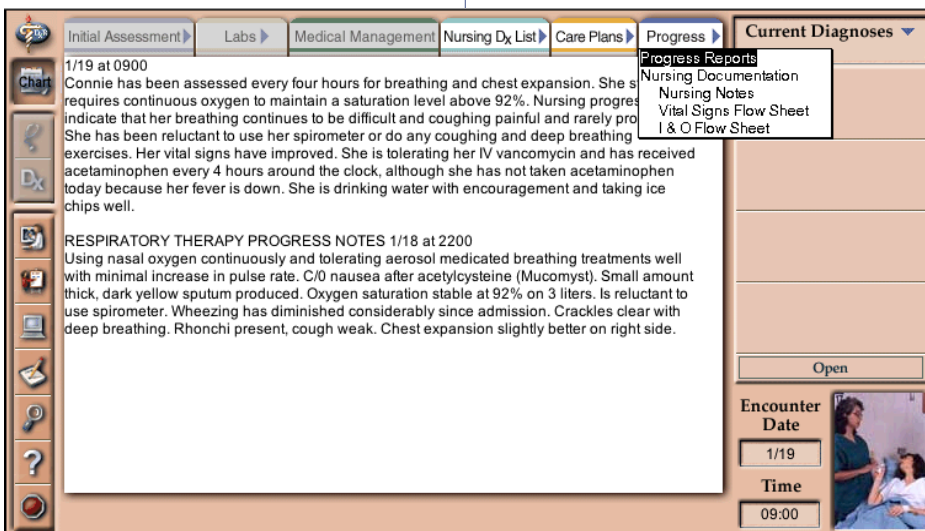 Initial Assessment Labs Medical Management Nursing Dx List Care Plans Progress
Current Diagnoses
Progress Reports
Nursing Documentation
Nursing Notes
Vital Signs Flow Sheet
I & O Flow Sheet
Chart
Dx
1/19 at 0900
Connie has been assessed every four hours for breathing and chest expansion. She s
requires continuous oxygen to maintain a saturation level above 92%. Nursing progres
indicate that her breathing continues to be difficult and coughing painful and rarely pro
She has been reluctant to use her spirometer or do any coughing and deep breathing
exercises. Her vital signs have improved. She is tolerating her IV vancomycin and has received
acetaminophen every 4 hours around the clock, although she has not taken acetaminophen
today because her fever is down. She is drinking water with encouragement and taking ice
chips well.
RESPIRATORY THERAPY PROGRESS NOTES 1/18 at 2200
Using nasal oxygen continuously and tolerating aerosol medicated breathing treatments well
with minimal increase in pulse rate. C/0 nausea after acetylcysteine (Mucomyst). Small amount
thick, dark yellow sputum produced. Oxygen saturation stable at 92% on 3 liters. Is reluctant to
use spirometer. Wheezing has diminished considerably since admission. Crackles clear with
deep breathing. Rhonchi present, cough weak. Chest expansion slightly better on right side.
Open
Encounter
Date
1/19
Time
09:00
?